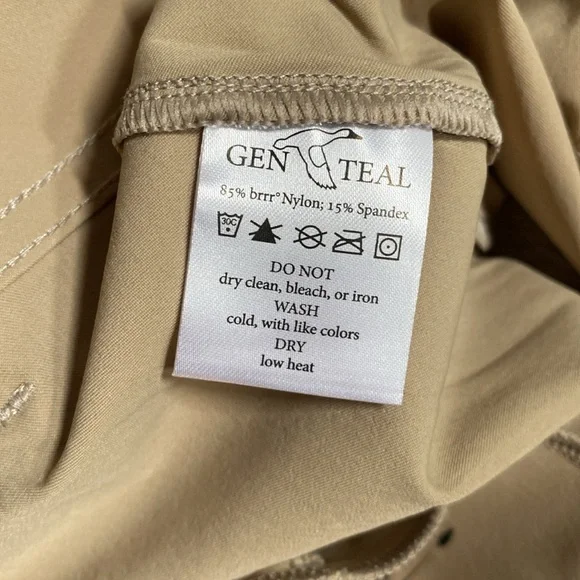 GEN TEAL
85% brrr° Nylon; 15% Spandex
30C
DO NOT
dry clean, bleach, or iron
WASH
cold, with like colors
DRY
low heat